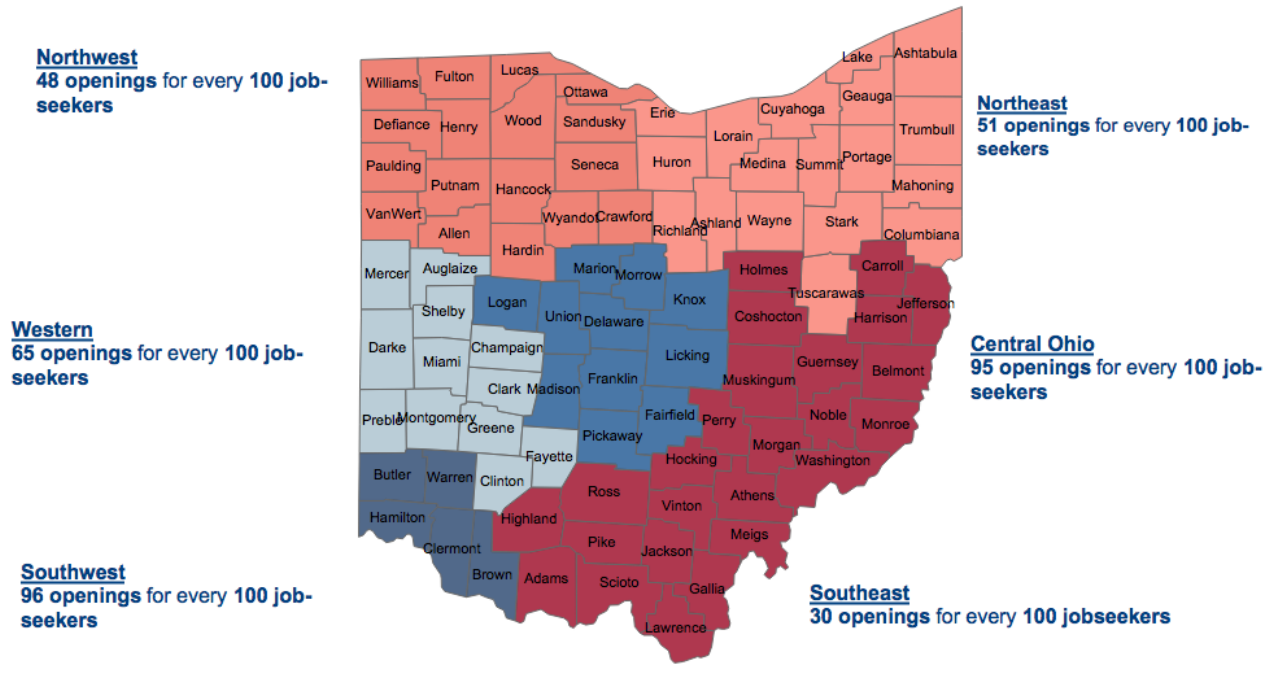 Northwest
48 openings for every 100 job-
seekers
Northeast
51 openings for every 100 job-
seekers
Western
65 openings for every 100 job-
seekers
Central Ohio
95 openings for every 100 job-
seekers
Southwest
96 openings for every 100 job-
seekers
Southeast
30 openings for every 100 jobseekers
Williams
Fulton
Lucas
Ottawa
Lake
Ashtabula
Geauga
Cuyahoga
Erie
Defiance
Henry
Wood
Sandusky
Lorain
Trumbull
Paulding
Putnam
Hancock
Seneca
Huron
Medina
Summit
Portage
Mahoning
VanWert
Allen
Wyandot
Crawford
Richland
Ashland
Wayne
Stark
Columbiana
Hardin
Mercer
Auglaize
Marion
Morrow
Holmes
Carroll
Tuscarawas
Logan
Shelby
Union
Delaware
Knox
Coshocton
Harrison
Jefferson
Darke
Miami
Champaign
Licking
Guernsey
Belmont
Clark
Madison
Franklin
Muskingum
Preble
Montgomery
Greene
Pickaway
Fairfield
Perry
Noble
Monroe
Morgan
Washington
Fayette
Hocking
Butler
Warren
Clinton
Ross
Vinton
Athens
Hamilton
Highland
Meigs
Clermont
Pike
Jackson
Brown
Adams
Scioto
Gallia
Lawrence